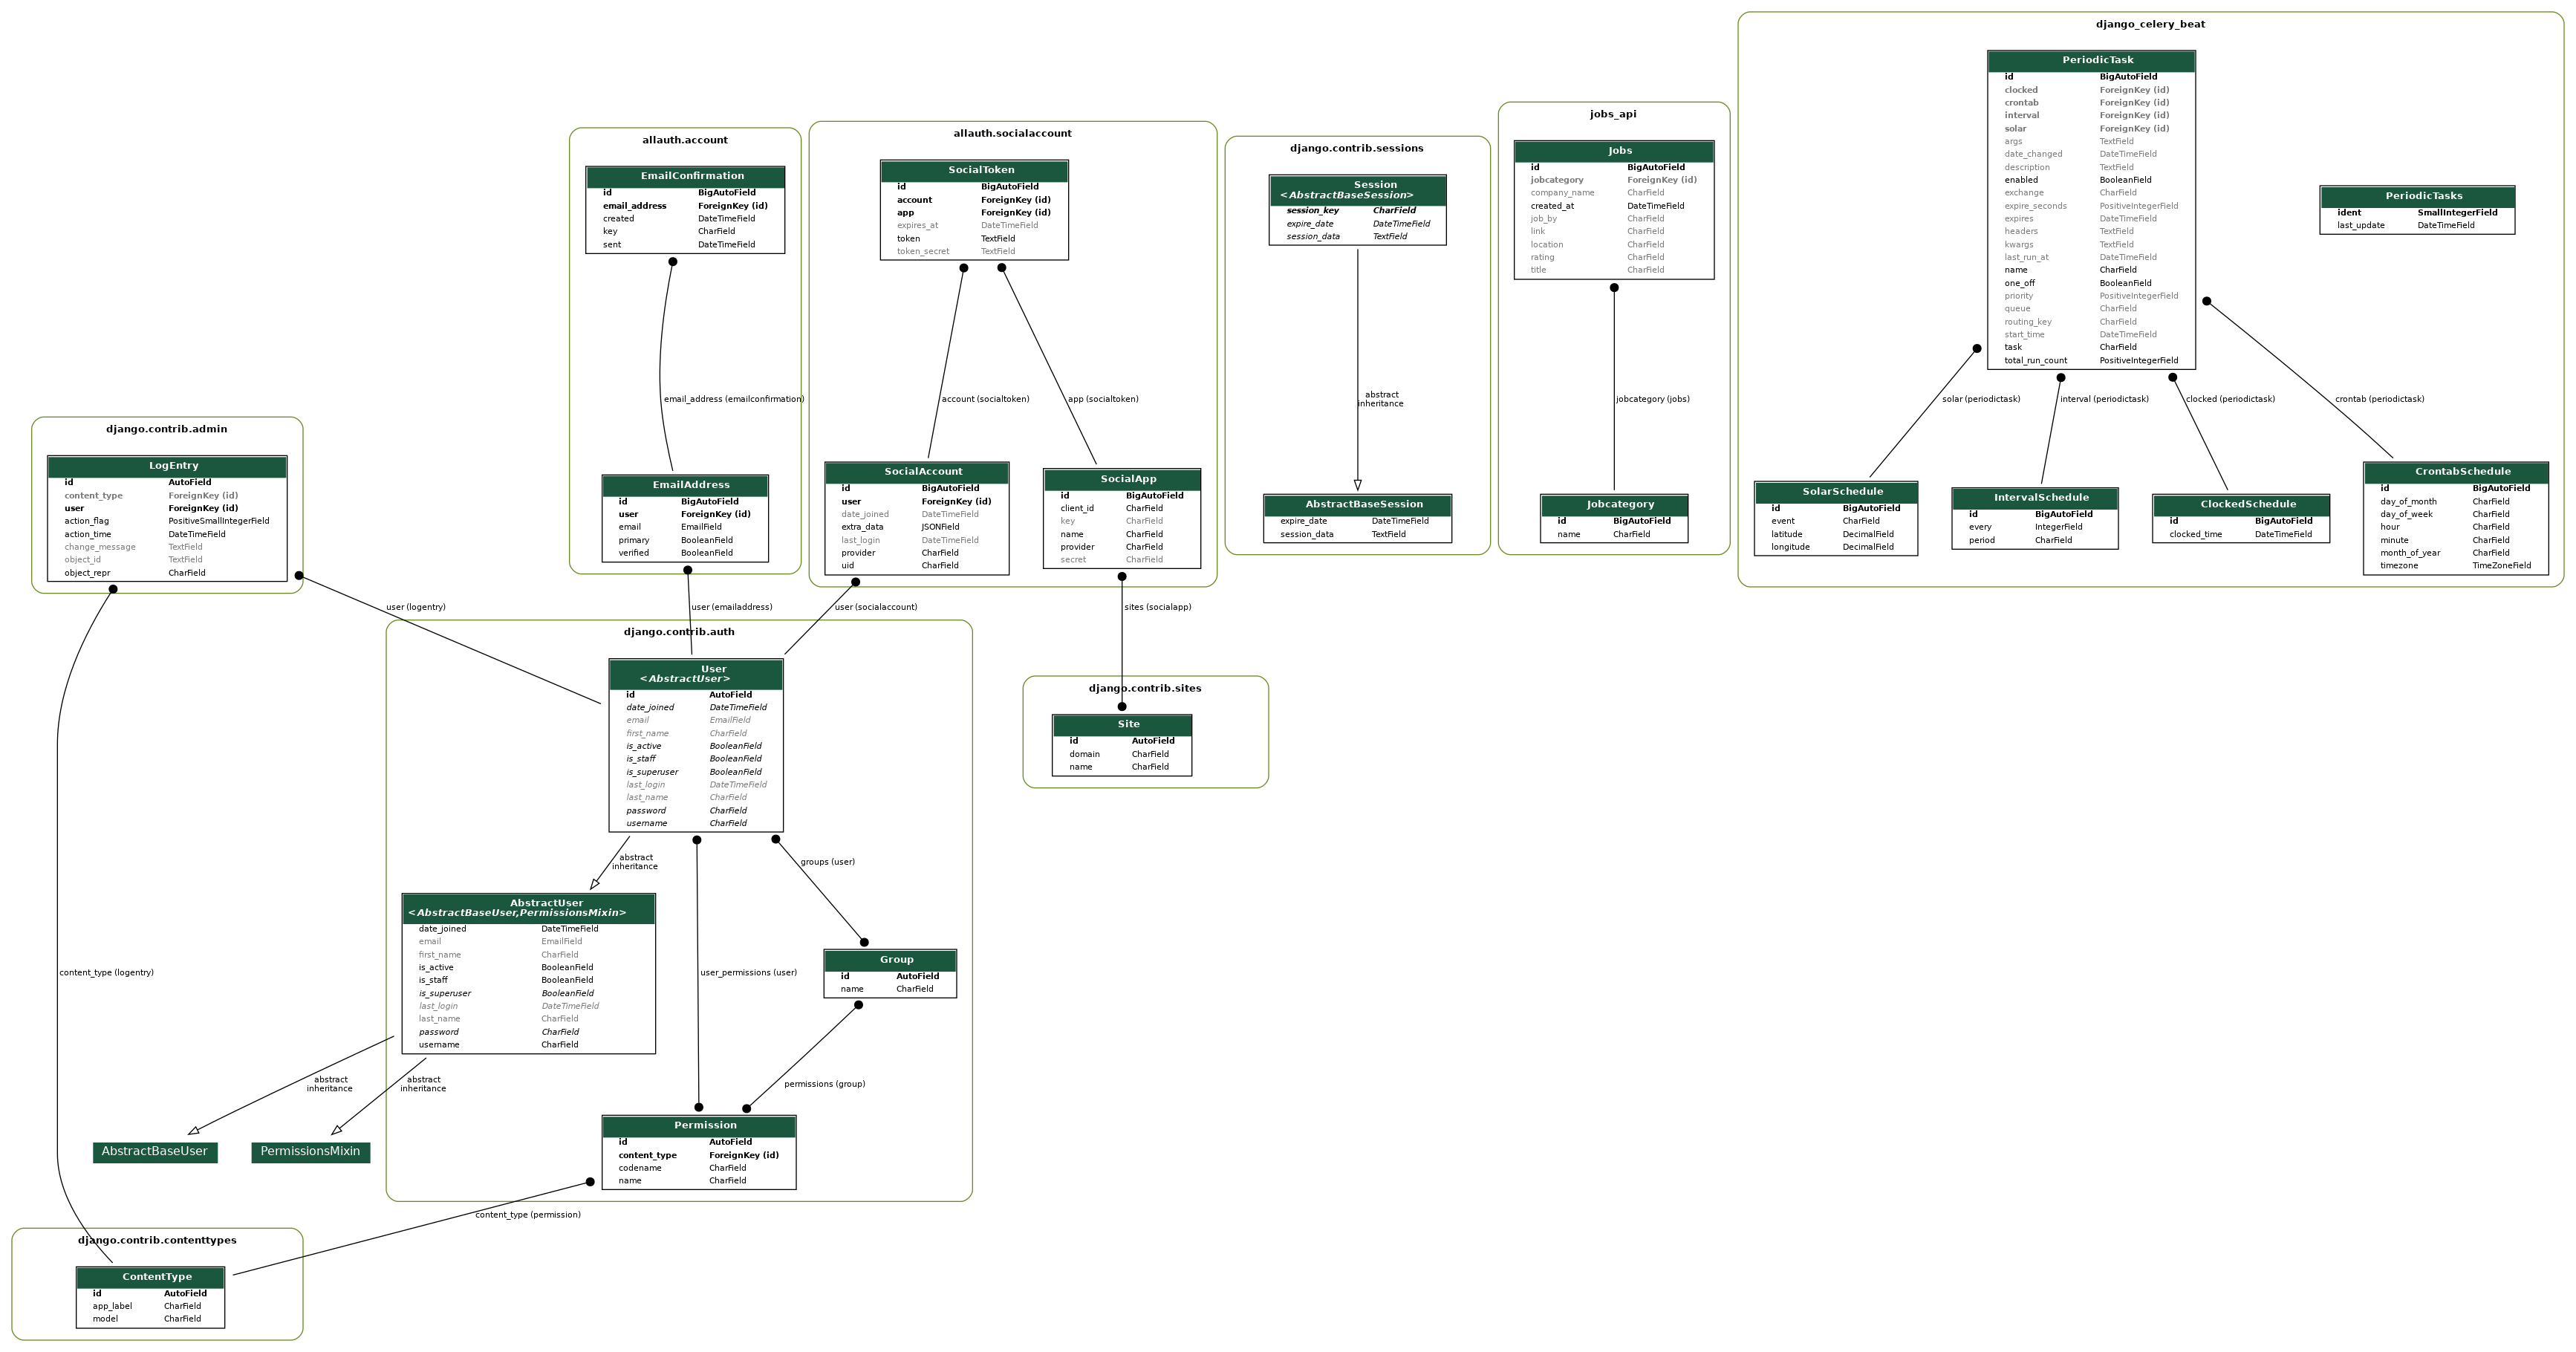 django_celery_beat
PeriodicTask
id BigAutoField
clocked ForeignKey (id)
crontab ForeignKey (id)
interval ForeignKey (id)
solar ForeignKey (id)
args TextField
date_changed DateTimeField
description TextField
enabled BooleanField
exchange CharField
expire_seconds PositiveIntegerField
expires DateTimeField
headers TextField
kwargs TextField
last_run_at DateTimeField
name CharField
one_off BooleanField
priority PositiveIntegerField
queue CharField
routing_key CharField
start_time DateTimeField
task CharField
total_run_count PositiveIntegerField
PeriodicTasks
ident SmallIntegerField
last_update DateTimeField
solar (periodictask)
interval (periodictask)
clocked (periodictask)
crontab (periodictask)
SolarSchedule
id BigAutoField
event CharField
latitude DecimalField
longitude DecimalField
IntervalSchedule
id BigAutoField
every IntegerField
period CharField
ClockedSchedule
id BigAutoField
clocked_time DateTimeField
CrontabSchedule
id BigAutoField
day_of_month CharField
day_of_week CharField
hour CharField
minute CharField
month_of_year CharField
timezone TimeZoneField
jobs_api
Jobs
id BigAutoField
jobcategory ForeignKey (id)
company_name CharField
created_at DateTimeField
job_by CharField
link CharField
location CharField
rating CharField
title CharField
jobcategory (jobs)
Jobcategory
id BigAutoField
name CharField
django.contrib.sessions
Session
<AbstractBaseSession>
session_key CharField
expire_date DateTimeField
session_data TextField
abstract
inheritance
AbstractBaseSession
expire_date DateTimeField
session_data TextField
allauth.socialaccount
SocialToken
id BigAutoField
account ForeignKey (id)
app ForeignKey (id)
expires_at DateTimeField
token TextField
token_secret TextField
account (socialtoken)
app (socialtoken)
SocialAccount
id BigAutoField
user ForeignKey (id)
date_joined DateTimeField
extra_data JSONField
last_login DateTimeField
provider CharField
uid CharField
SocialApp
id BigAutoField
client_id CharField
key CharField
name CharField
provider CharField
secret CharField
allauth.account
EmailConfirmation
id BigAutoField
email_address ForeignKey (id)
created DateTimeField
key CharField
sent DateTimeField
email_address (emailconfirmation)
EmailAddress
id BigAutoField
user ForeignKey (id)
email EmailField
primary BooleanField
verified BooleanField
django.contrib.admin
LogEntry
id AutoField
content_type ForeignKey (id)
user ForeignKey (id)
action_flag PositiveSmallIntegerField
action_time DateTimeField
change_message TextField
object_id TextField
object_repr CharField
user (logentry)
user (emailaddress)
user (socialaccount)
sites (socialapp)
django.contrib.sites
Site
id AutoField
domain CharField
name CharField
django.contrib.auth
User
<AbstractUser>
id AutoField
date_joined DateTimeField
email EmailField
first_name CharField
is_active BooleanField
is_staff BooleanField
is_superuser BooleanField
last_login DateTimeField
last_name CharField
password CharField
username CharField
abstract
inheritance
groups (user)
AbstractUser
<AbstractBaseUser,PermissionsMixin>
date_joined DateTimeField
email EmailField
first_name CharField
is_active BooleanField
is_staff BooleanField
is_superuser BooleanField
last_login DateTimeField
last_name CharField
password CharField
username CharField
content_type (logentry)
user_permissions (user)
Group
id AutoField
name CharField
abstract
inheritance
abstract
inheritance
permissions (group)
AbstractBaseUser
PermissionsMixin
Permission
id AutoField
content_type ForeignKey (id)
codename CharField
name CharField
content_type (permission)
django.contrib.contenttypes
ContentType
id AutoField
app_label CharField
model CharField